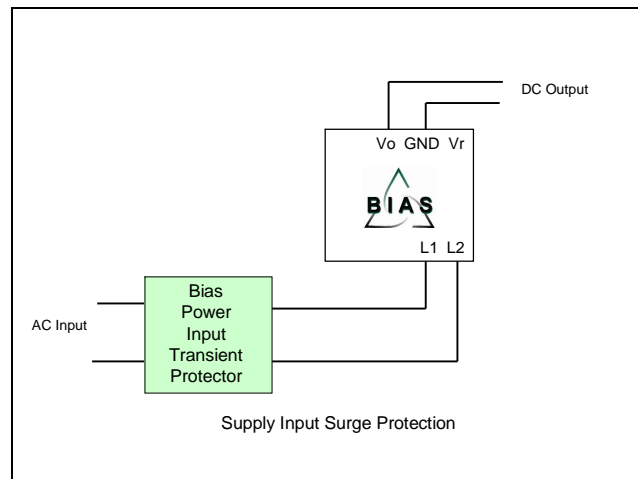 DC Output
Vo GND Vr
BIAS
L1 L2
Bias
Power
Input
Transient
Protector
AC Input
Supply Input Surge Protection